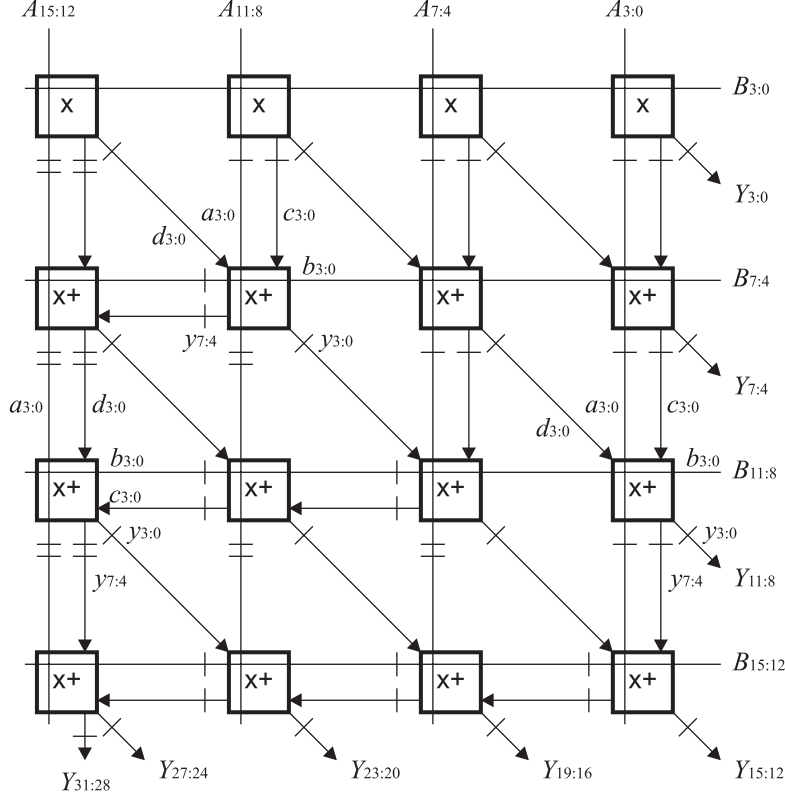 A15:12 A11:8 A7:4 A3:0
x x x x B3:0
Y3:0
a3:0 c3:0
d3:0
b3:0
x+ x+ x+ x+ B7:4
y7:4 y3:0
Y7:4
a3:0 d3:0 a3:0 c3:0
d3:0
b3:0 b3:0
x+ x+ x+ x+ B11:8
c3:0
y3:0 y3:0
y7:4 y7:4 Y11:8
x+ x+ x+ x+ B15:12
Y31:28 Y27:24 Y23:20 Y19:16 Y15:12